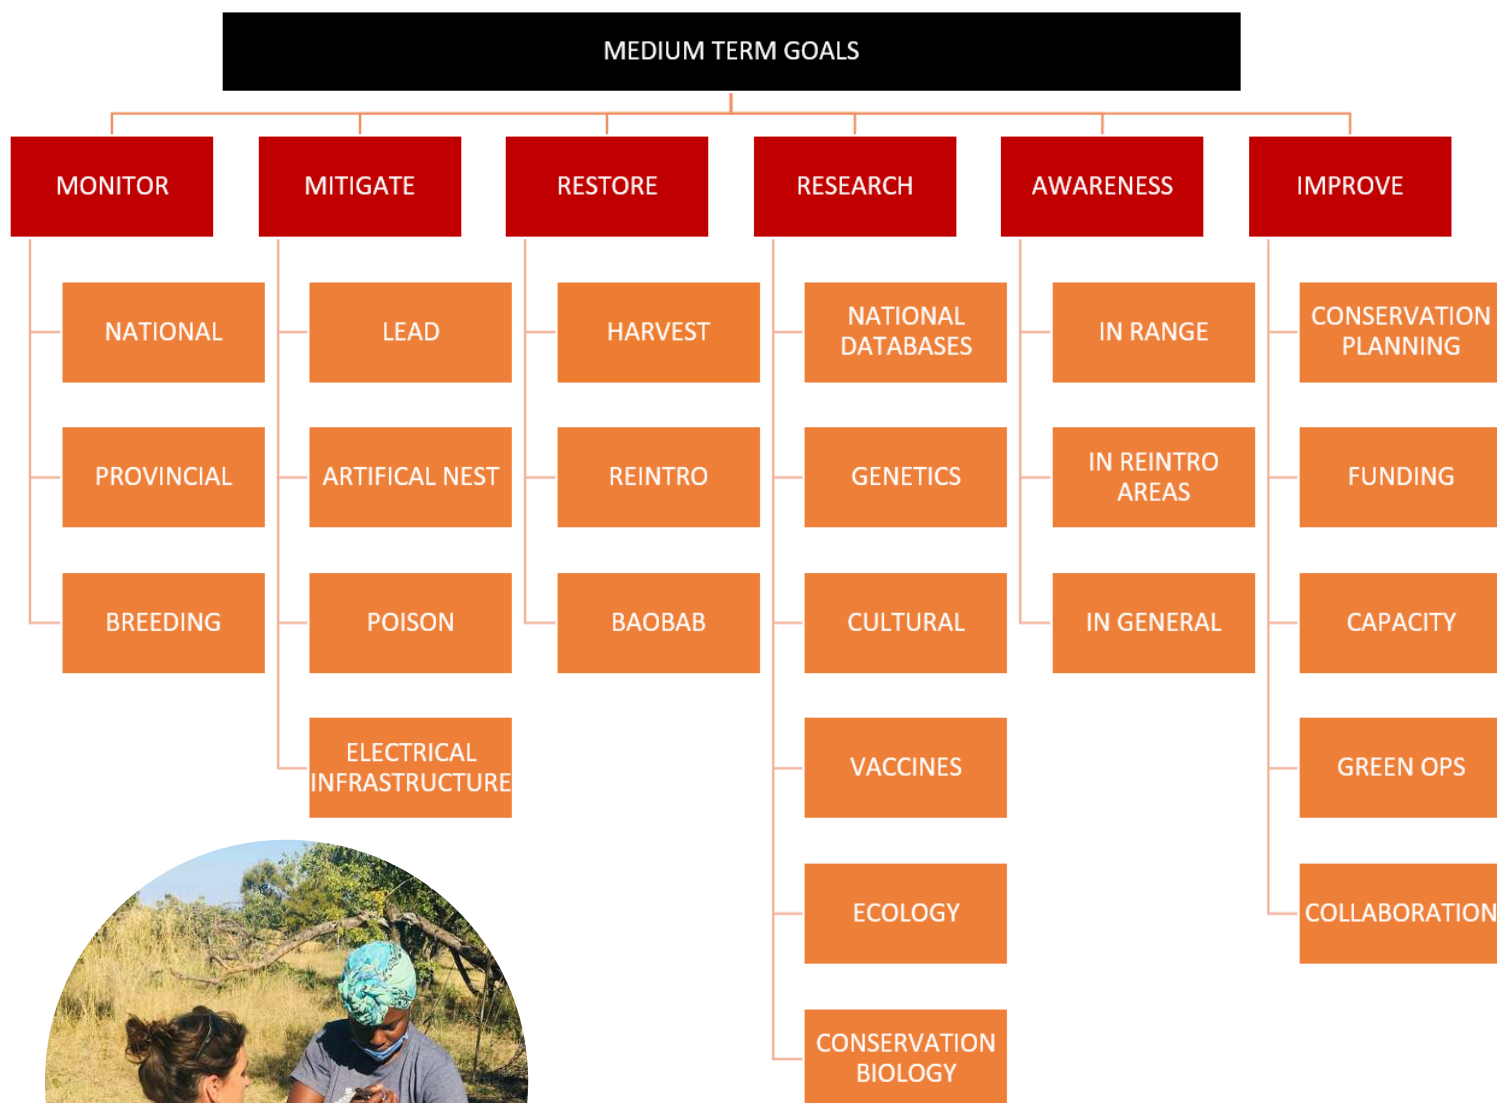 MEDIUM TERM GOALS
MONITOR
NATIONAL
PROVINCIAL
BREEDING
MITIGATE
LEAD
ARTIFICAL NEST
POISON
ELECTRICAL
INFRASTRUCTURE
RESTORE
HARVEST
REINTRO
BAOBAB
RESEARCH
NATIONAL
DATABASES
GENETICS
CULTURAL
VACCINES
ECOLOGY
CONSERVATION
BIOLOGY
AWARENESS
IN RANGE
IN REINTRO
AREAS
IN GENERAL
IMPROVE
CONSERVATION
PLANNING
FUNDING
CAPACITY
GREEN OPS
COLLABORATION